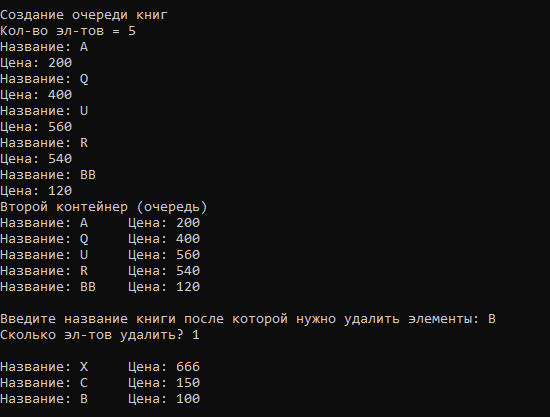 Создание очереди книг
Кол-во эл-тов = 5
Название: A
Цена: 200
Название: Q
Цена: 400
Название: U
Цена: 560
Название: R
Цена: 540
Название: BB
Цена: 120
Второй контейнер (очередь)
Название: A     Цена: 200
Название: Q     Цена: 400
Название: U     Цена: 560
Название: R     Цена: 540
Название: BB    Цена: 120
Введите название книги после которой нужно удалить элементы: B
Сколько эл-тов удалить? 1
Название: X     Цена: 666
Название: C     Цена: 150
Название: B     Цена: 100